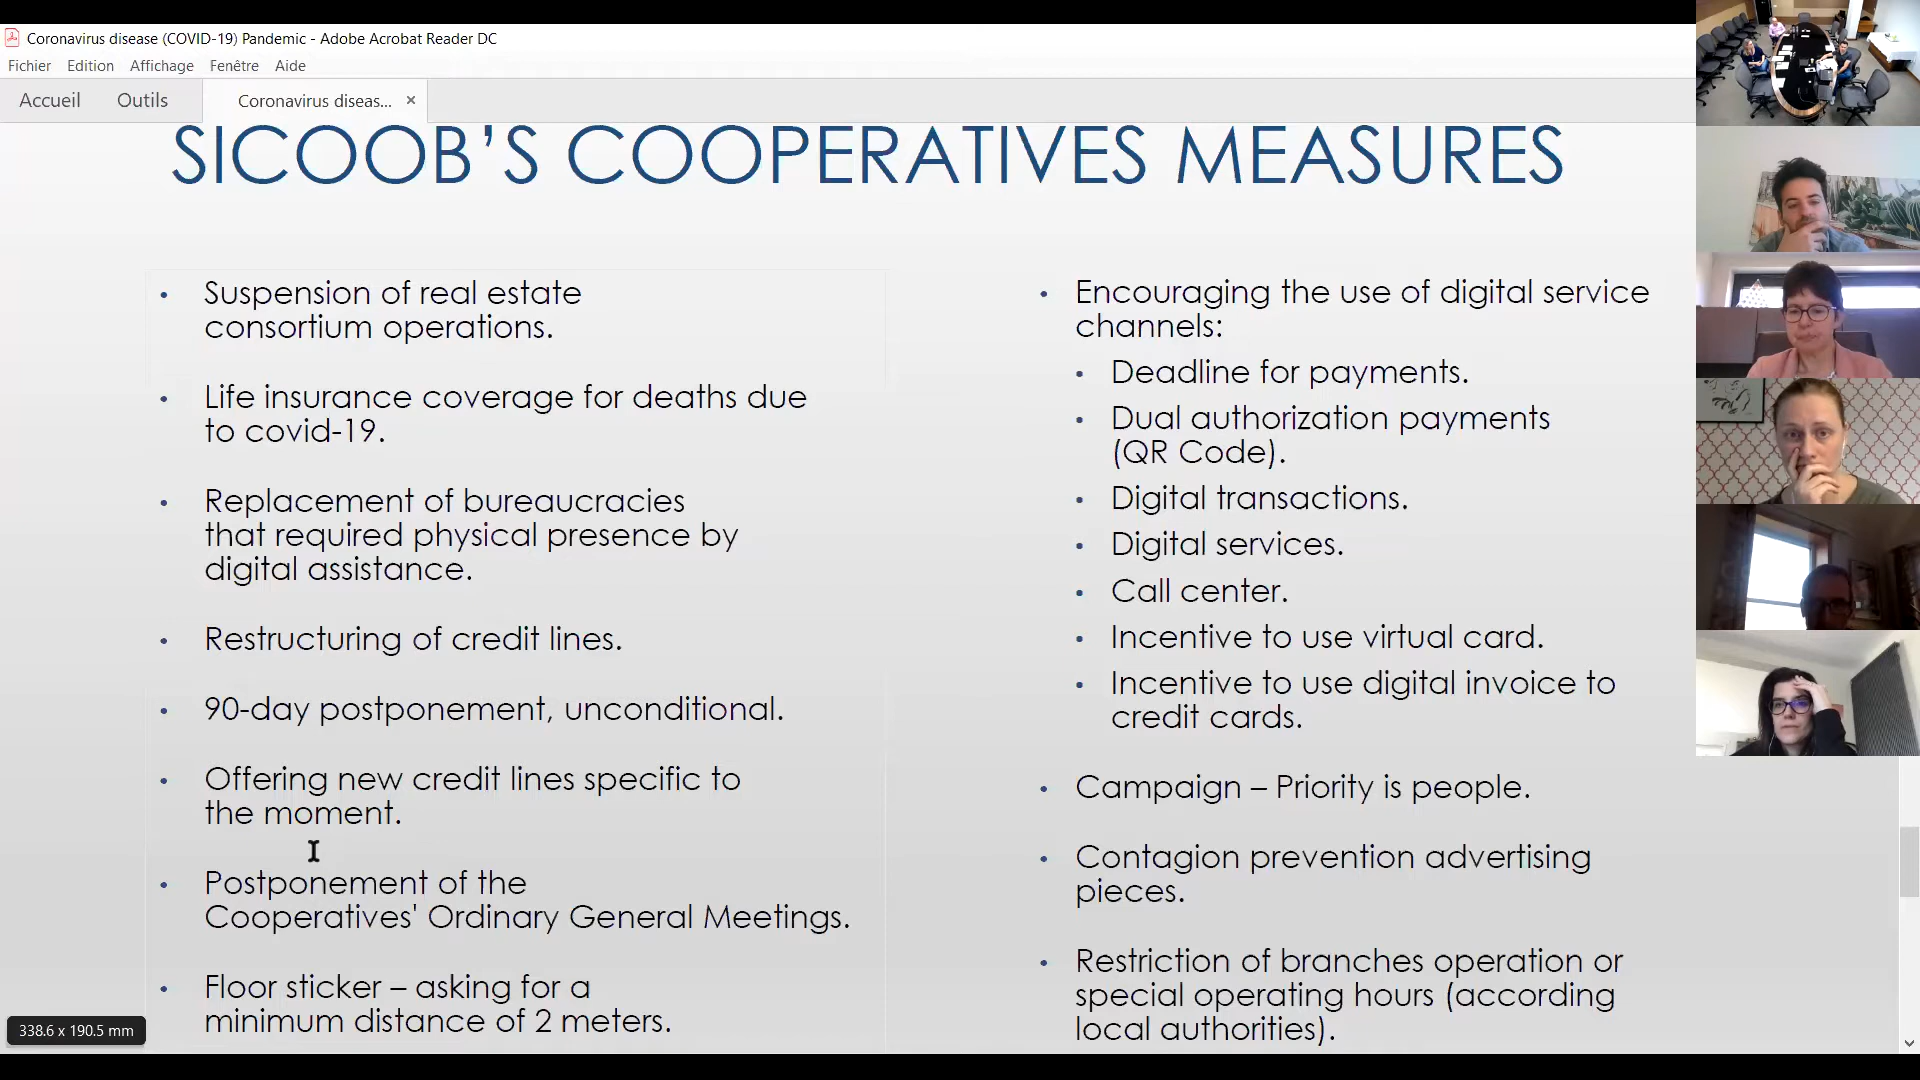 Coronavirus disease (COVID-19) Pandemic - Adobe Acrobat Reader DC
Fichier Edition Affichage Fenêtre Aide
Accueil Outils Coronavirus diseas... ×
SICOOB’S COOPERATIVES MEASURES
• Suspension of real estate
consortium operations.
• Life insurance coverage for deaths due
to covid-19.
• Replacement of bureaucracies
that required physical presence by
digital assistance.
• Restructuring of credit lines.
• 90-day postponement, unconditional.
• Offering new credit lines specific to
the moment.
• Postponement of the
Cooperatives' Ordinary General Meetings.
• Floor sticker – asking for a
minimum distance of 2 meters.
• Encouraging the use of digital service
channels:
• Deadline for payments.
• Dual authorization payments
(QR Code).
• Digital transactions.
• Digital services.
• Call center.
• Incentive to use virtual card.
• Incentive to use digital invoice to
credit cards.
• Campaign – Priority is people.
• Contagion prevention advertising
pieces.
• Restriction of branches operation or
special operating hours (according
local authorities).
338.6 x 190.5 mm